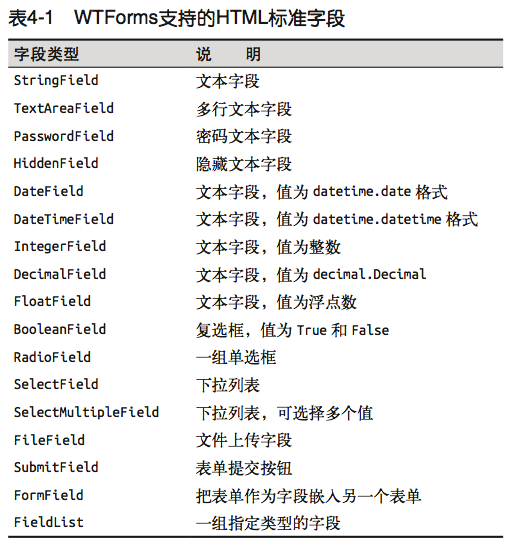 表4-1 WTForms支持的HTML标准字段
字段类型 说 明
StringField 文本字段
TextAreaField 多行文本字段
PasswordField 密码文本字段
HiddenField 隐藏文本字段
DateField 文本字段，值为 datetime.date 格式
DateTimeField 文本字段，值为 datetime.datetime 格式
IntegerField 文本字段，值为整数
DecimalField 文本字段，值为 decimal.Decimal
FloatField 文本字段，值为浮点数
BooleanField 复选框，值为 True 和 False
RadioField 一组单选框
SelectField 下拉列表
SelectMultipleField 下拉列表，可选择多个值
FileField 文件上传字段
SubmitField 表单提交按钮
FormField 把表单作为字段嵌入另一个表单
FieldList 一组指定类型的字段